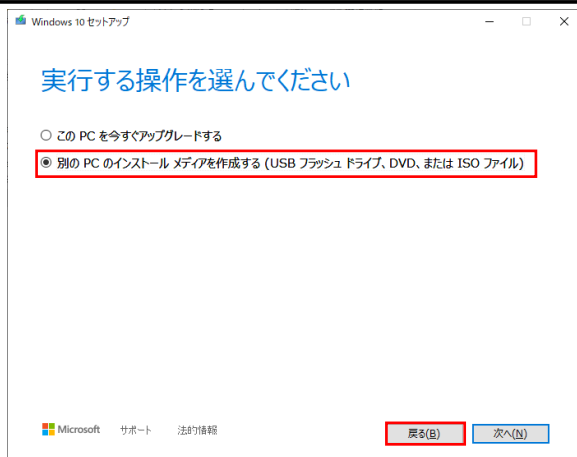 Windows 10 セットアップ
実行する操作を選んでください
この PC を今すぐアップグレードする
別の PC のインストール メディアを作成する (USB フラッシュ ドライブ、DVD、または ISO ファイル)
Microsoft サポート 法的情報 戻る(B) 次へ(N)